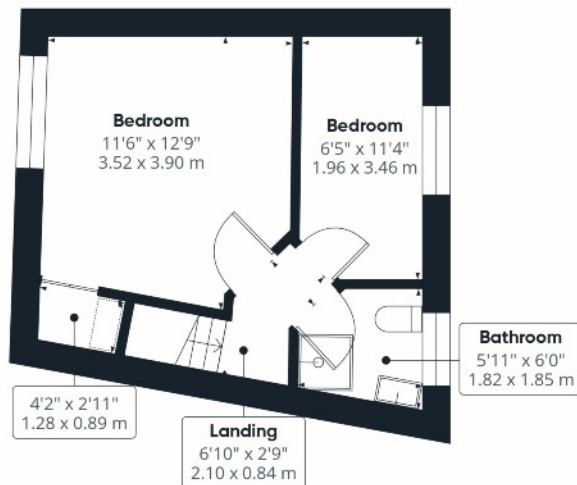 Bedroom
11'6" x 12'9"
3.52 x 3.90 m
Bedroom
6'5" x 11'4"
1.96 x 3.46 m
Bathroom
5'11" x 6'0"
1.82 x 1.85 m
4'2" x 2'11"
1.28 x 0.89 m
Landing
6'10" x 2'9"
2.10 x 0.84 m